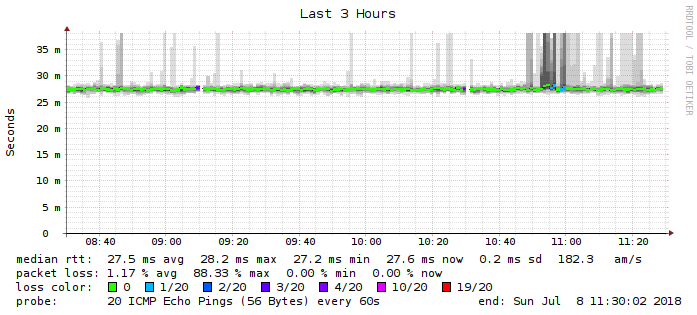 Last 3 Hours
RRDTOOL / TOBI OETIKER
Seconds
35 m
30 m
25 m
20 m
15 m
10 m
5 m
0
08:40 09:00 09:20 09:40 10:00 10:20 10:40 11:00 11:20
median rtt: 27.5 ms avg 28.2 ms max 27.2 ms min 27.6 ms now 0.2 ms sd 182.3 am/s
packet loss: 1.17 % avg 88.33 % max 0.00 % min 0.00 % now
loss color: 0 1/20 2/20 3/20 4/20 10/20 19/20
probe: 20 ICMP Echo Pings (56 Bytes) every 60s end: Sun Jul 8 11:30:02 2018